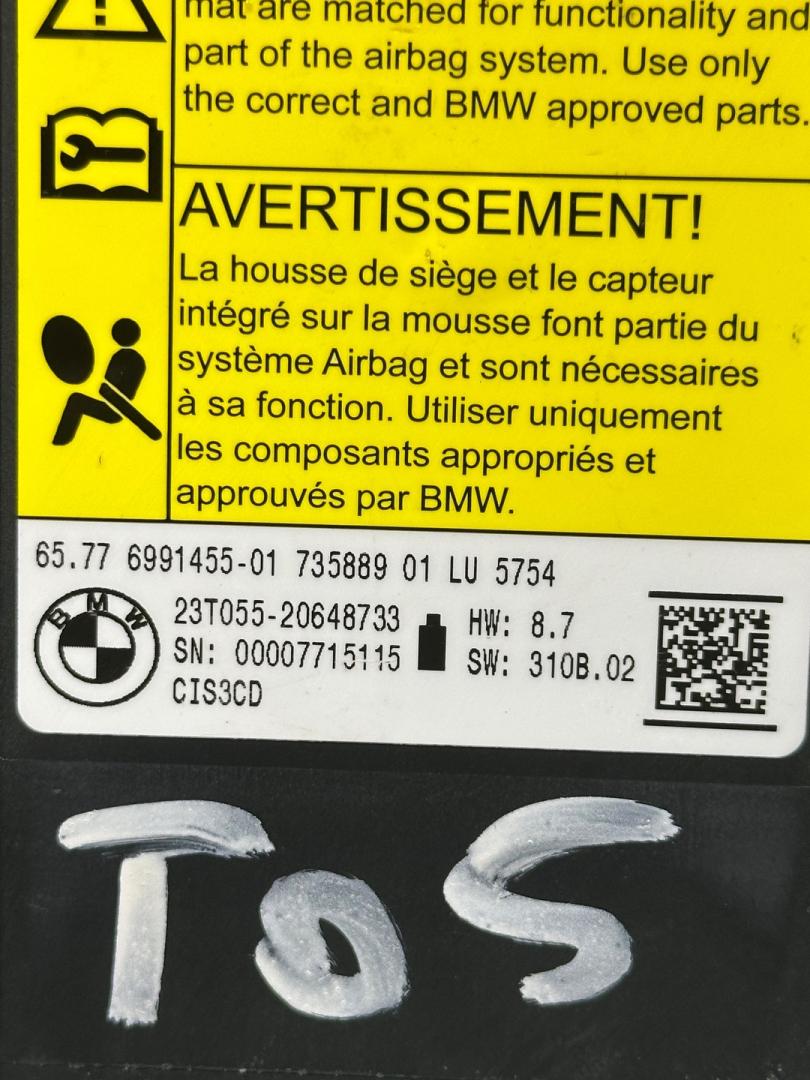 mat are matched for functionality and
part of the airbag system. Use only
the correct and BMW approved parts.
AVERTISSEMENT!
La housse de siège et le capteur
intégré sur la mousse font partie du
système Airbag et sont nécessaires
à sa fonction. Utiliser uniquement
les composants appropriés et
approuvés par BMW.
65.77 6991455-01 735889 01 LU 5754
BMW
23T055-20648733 HW: 8.7
SN: 00007715115 SW: 310B.02
CIS3CD
ToS